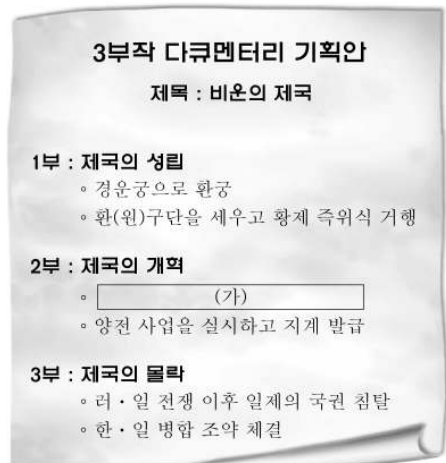 3부작 다큐멘터리 기획안
제목 : 비운의 제국
1부 : 제국의 성립
◦ 경운궁으로 환궁
◦ 환(원)구단을 세우고 황제 즉위식 거행
2부 : 제국의 개혁
◦ (가)
◦ 양전 사업을 실시하고 지계 발급
3부 : 제국의 몰락
◦ 러・일 전쟁 이후 일제의 국권 침탈
◦ 한・일 병합 조약 체결